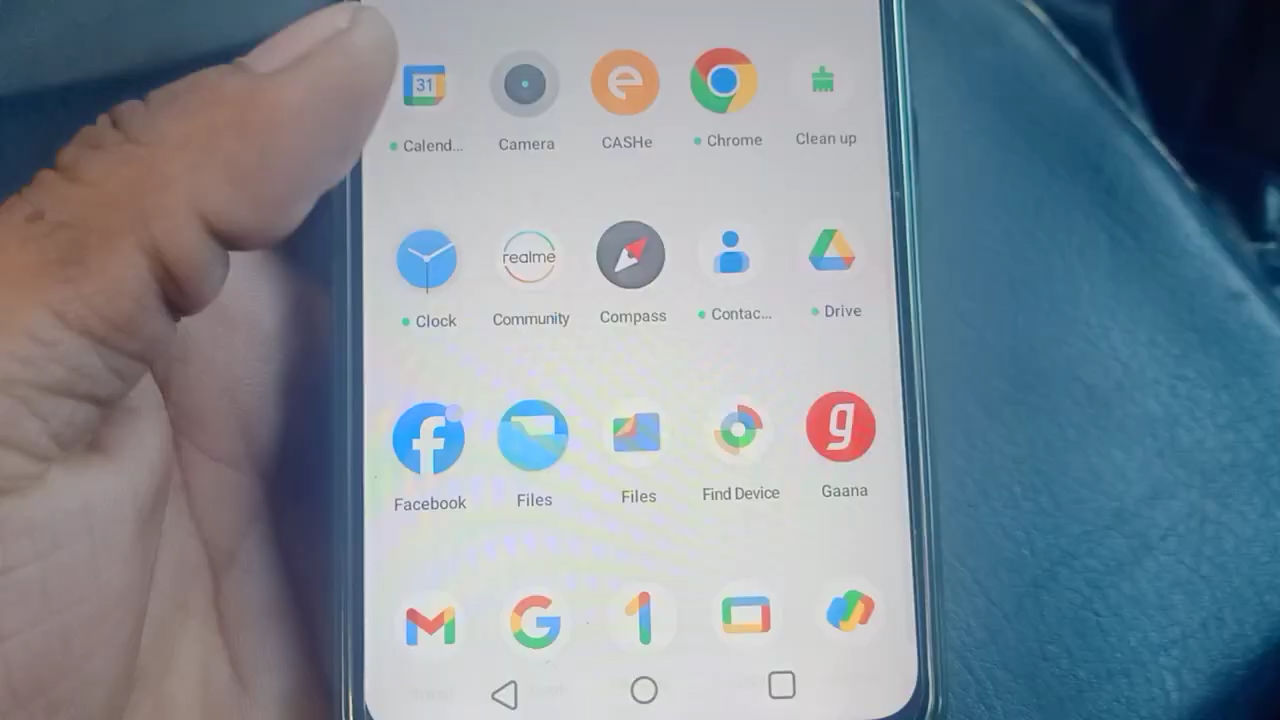 31
• Calend... Camera CASHe • Chrome Clean up
realme
• Clock Community Compass • Contac... • Drive
Facebook Files Files Find Device Gaana